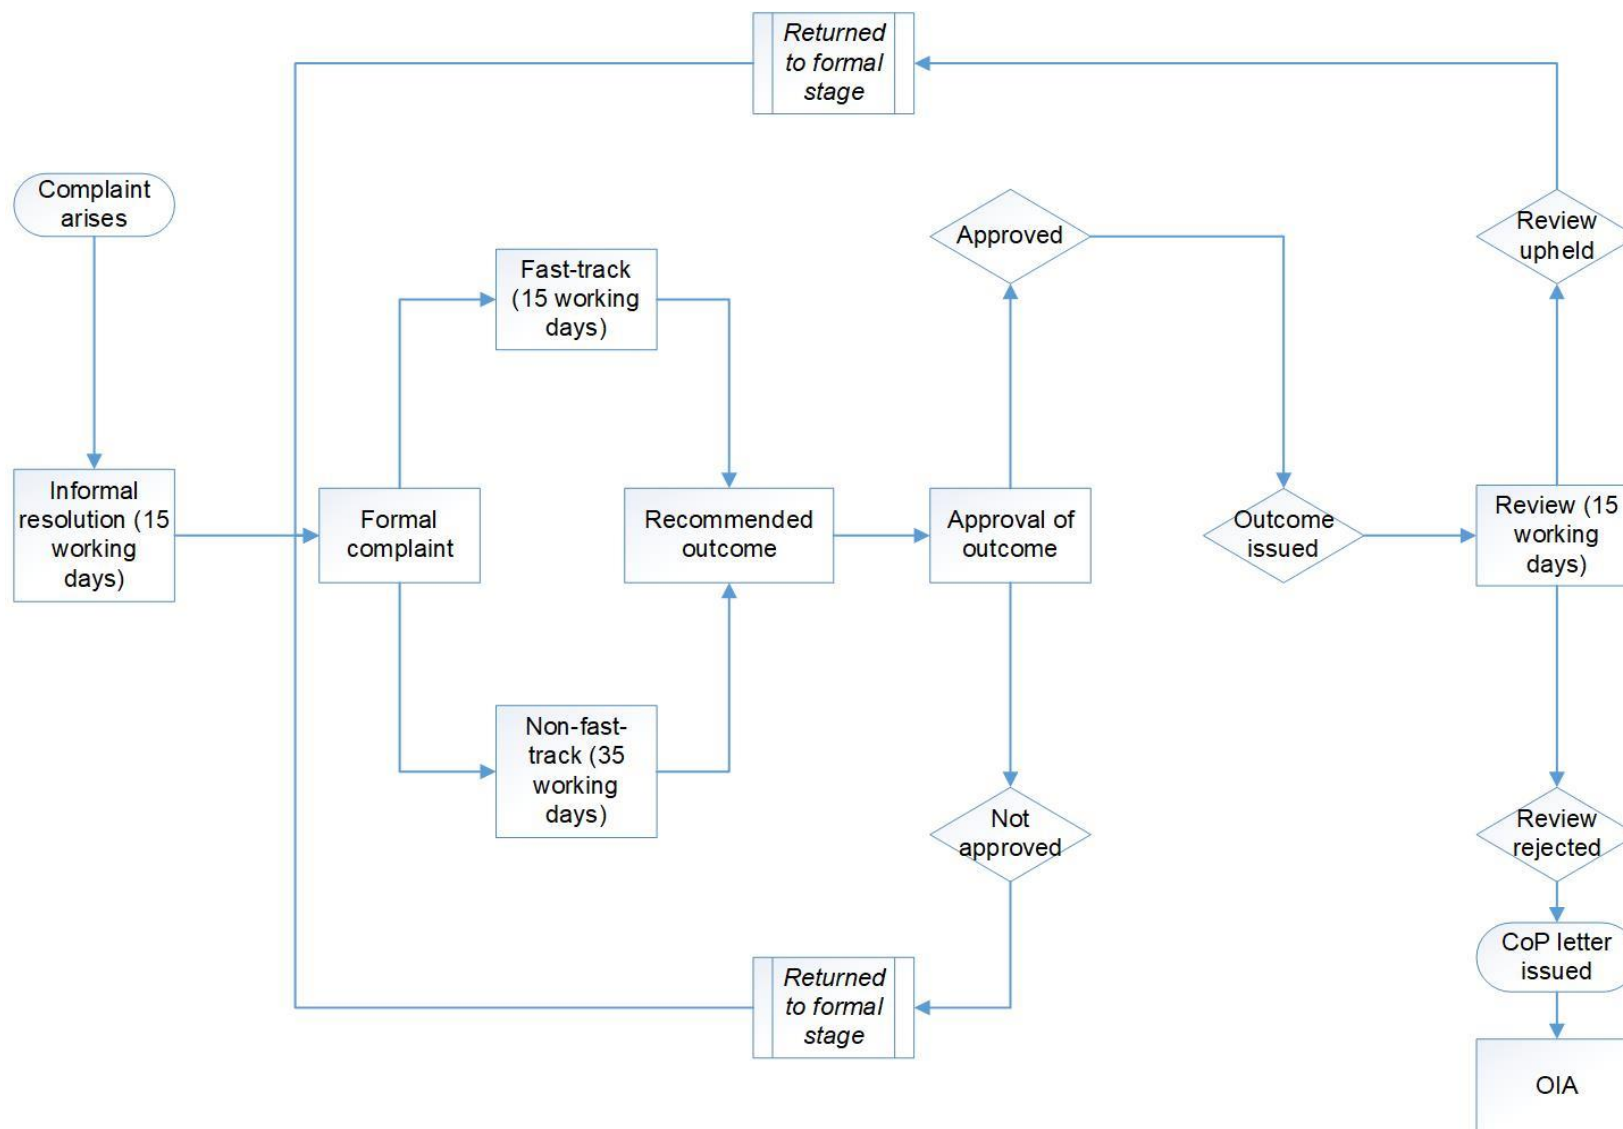 Returned
to formal
stage
Complaint
arises
Fast-track
(15 working
days)
Approved
Review
upheld
Informal
resolution (15
working
days)
Formal
complaint
Recommended
outcome
Approval of
outcome
Outcome
issued
Review (15
working
days)
Non-fast-
track (35
working
days)
Not
approved
Review
rejected
Returned
to formal
stage
CoP letter
issued
OIA